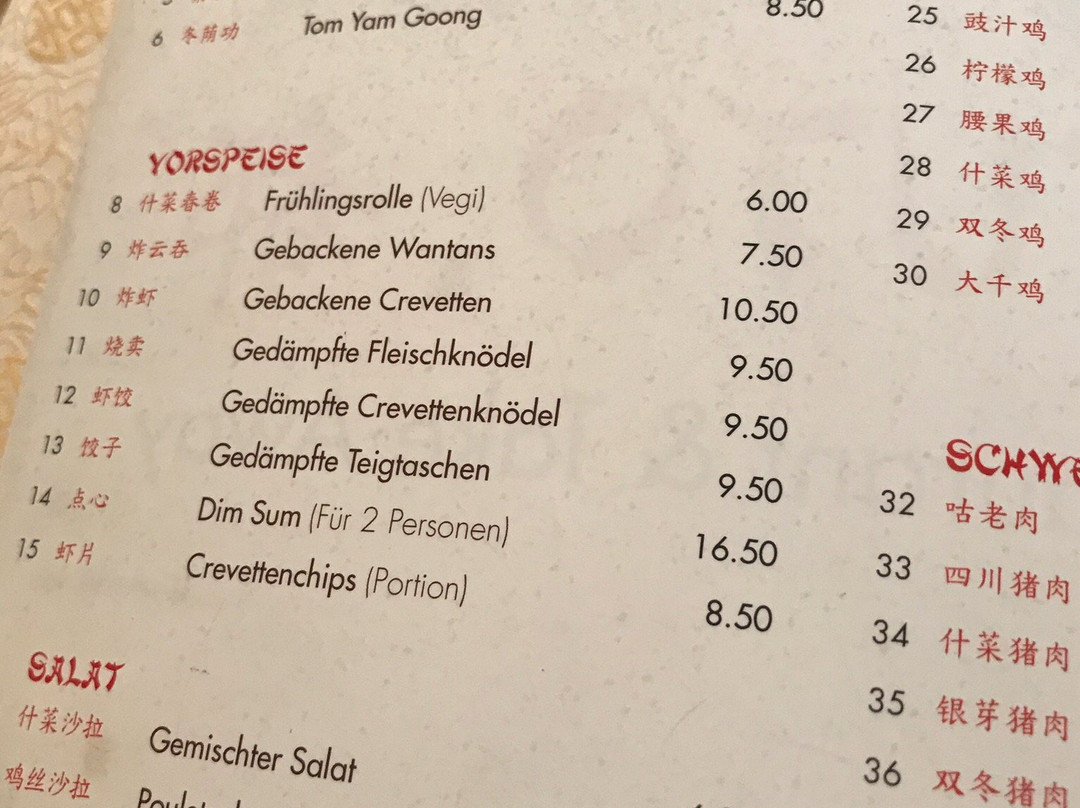 6 冬荫功 Tom Yam Goong 8.50
VORSPEISE
8 什菜春卷 Frühlingsrolle (Vegi) 6.00
9 炸云吞 Gebackene Wantans 7.50
10 炸虾 Gebackene Crevetten 10.50
11 烧卖 Gedämpfte Fleischknödel 9.50
12 虾饺 Gedämpfte Crevettenknödel 9.50
13 饺子 Gedämpfte Teigtaschen 9.50
14 点心 Dim Sum (Für 2 Personen) 16.50
15 虾片 Crevettenchips (Portion) 8.50
SALAT
什菜沙拉 Gemischter Salat
鸡丝沙拉
25 豉汁鸡
26 柠檬鸡
27 腰果鸡
28 什菜鸡
29 双冬鸡
30 大千鸡
32 咕老肉
33 四川猪肉
34 什菜猪肉
35 银芽猪肉
36 双冬猪肉